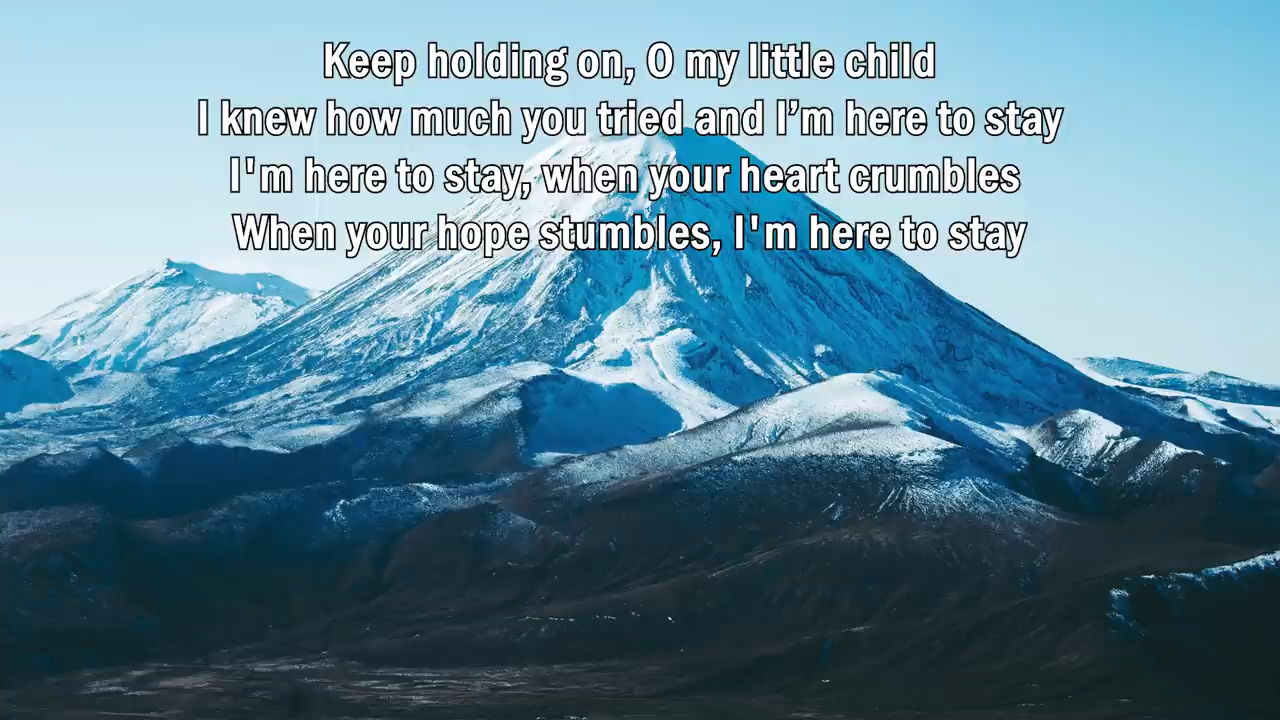 Keep holding on, O my little child
I knew how much you tried and I’m here to stay
I'm here to stay, when your heart crumbles
When your hope stumbles, I'm here to stay